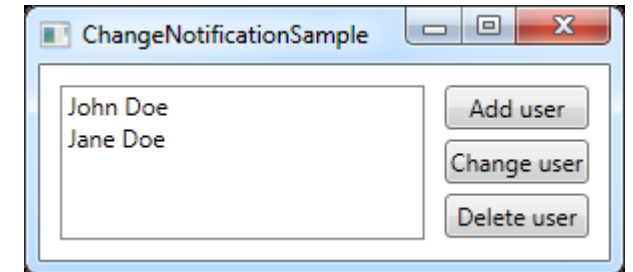 ChangeNotificationSample
John Doe
Jane Doe
Add user
Change user
Delete user